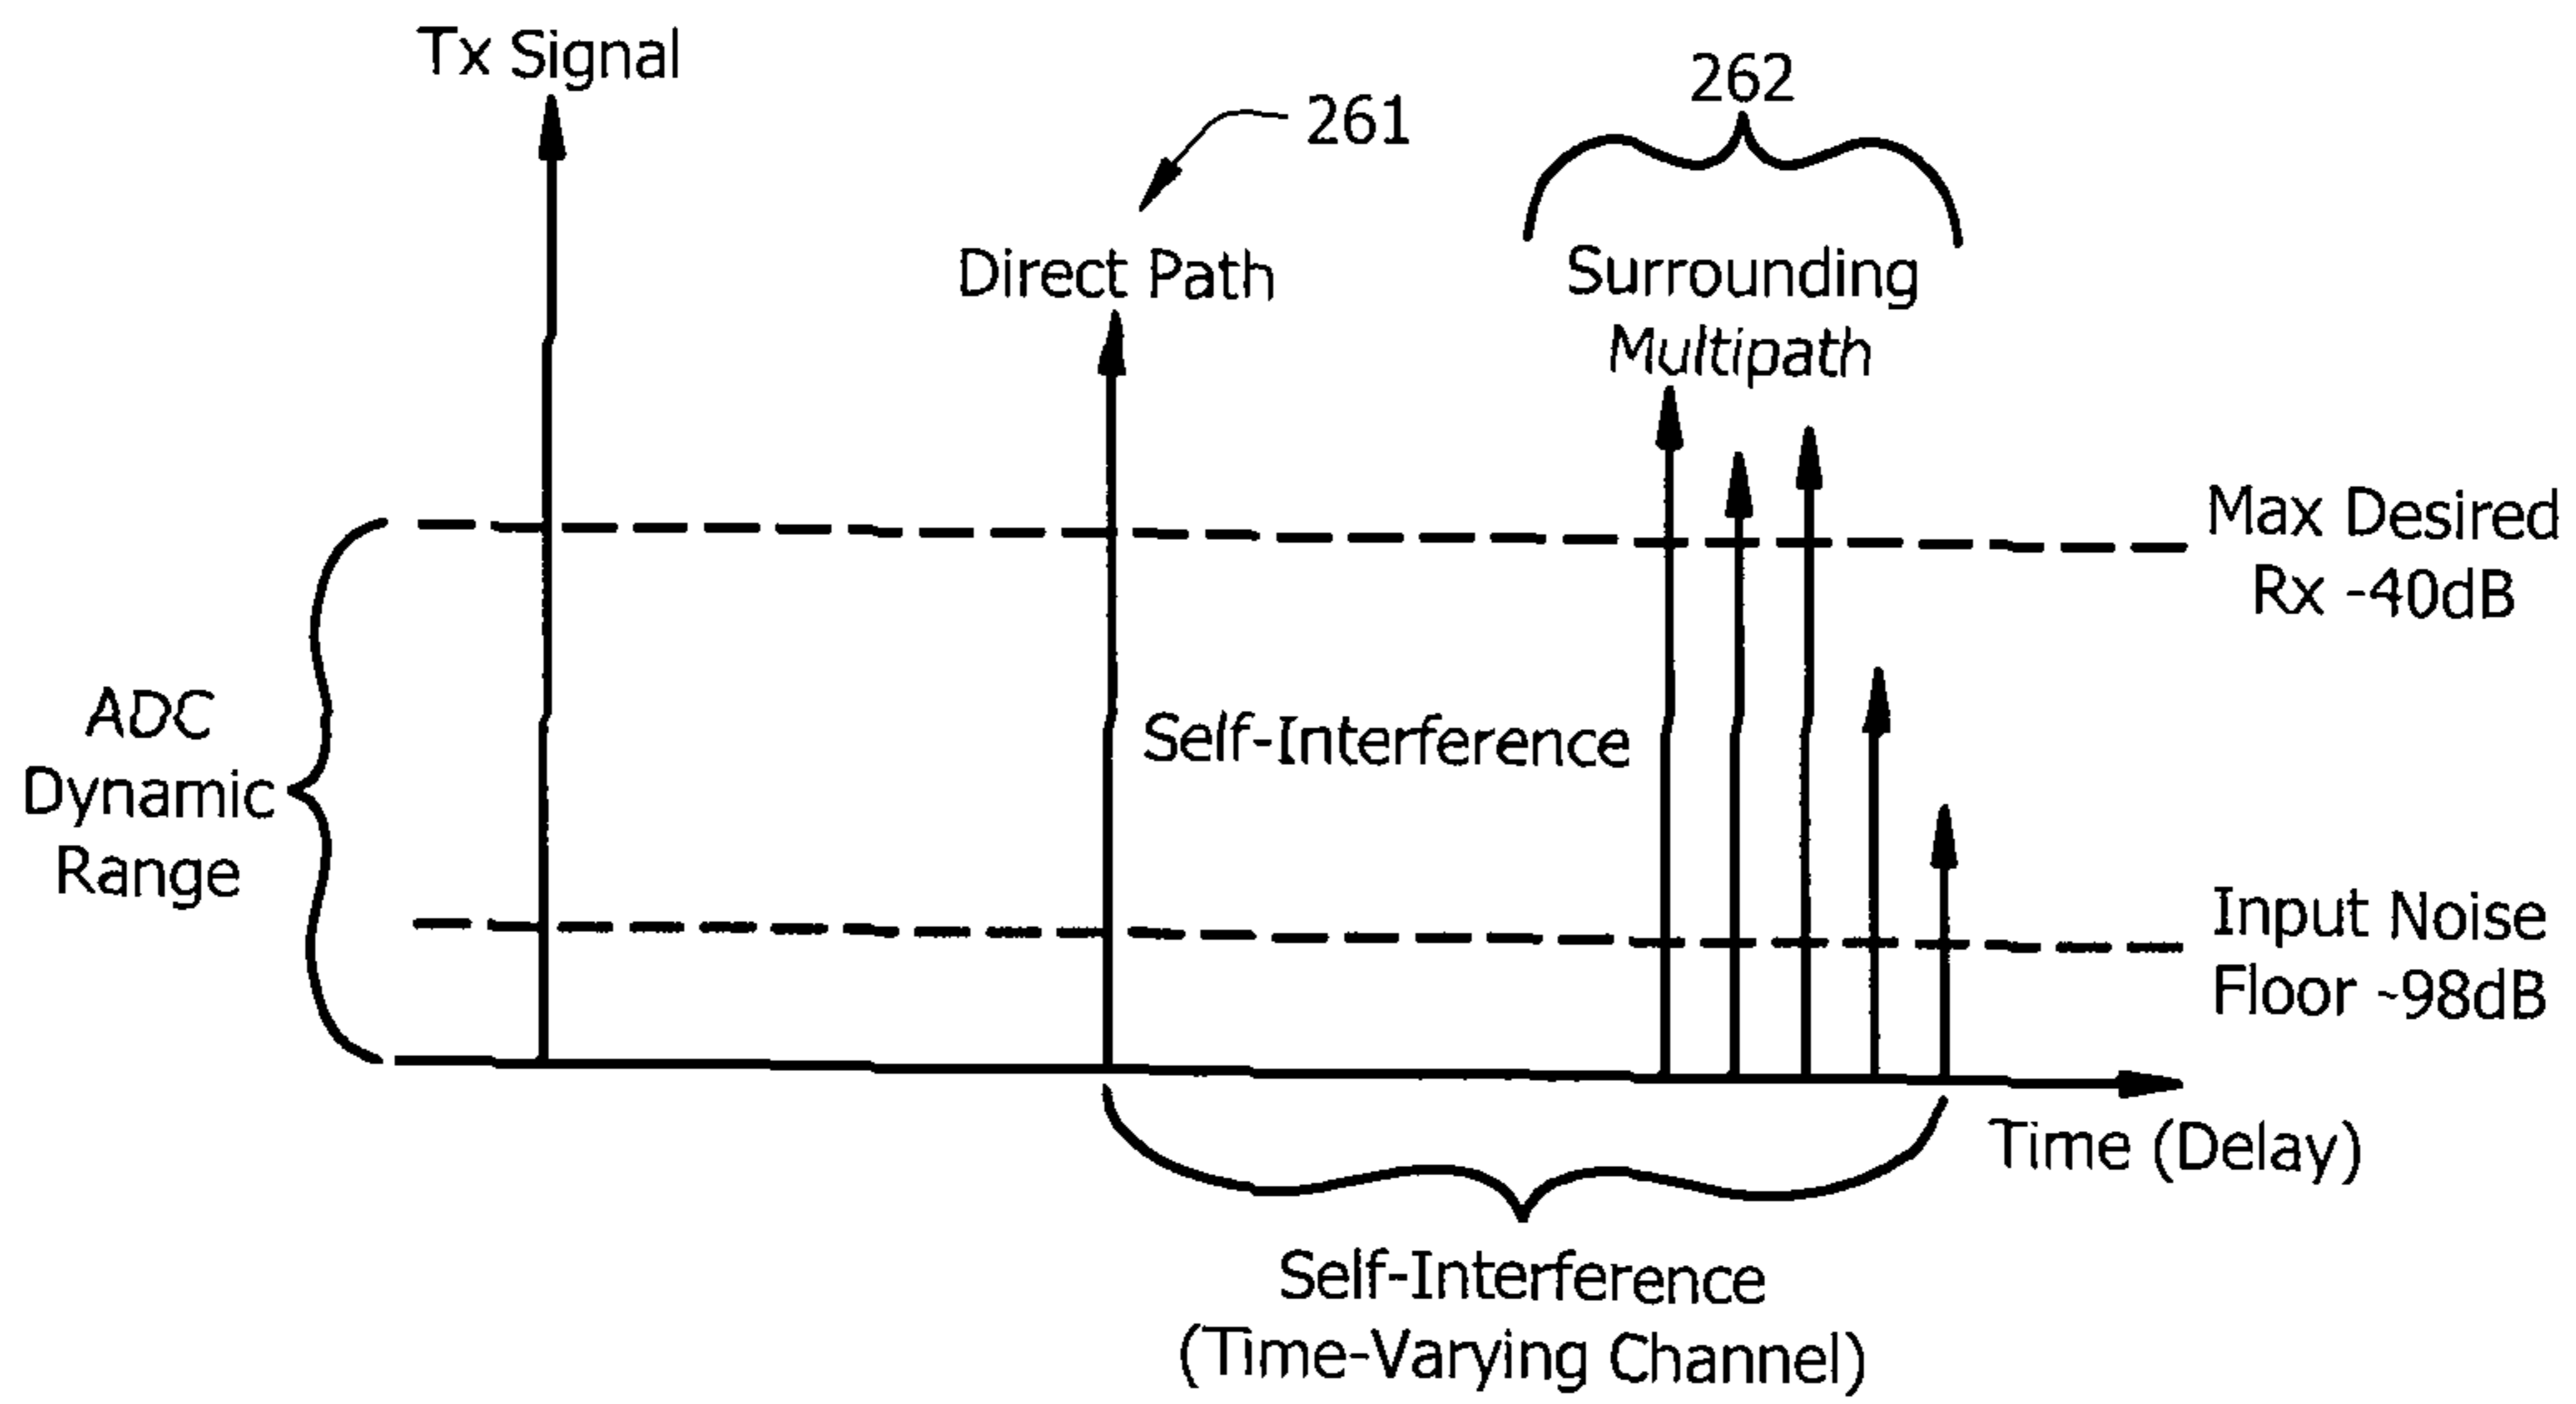 Tx Signal
261
262
Direct Path
Surrounding
Multipath
Max Desired
Rx -40dB
ADC
Dynamic
Range
Self-Interference
Input Noise
Floor -98dB
Time (Delay)
Self-Interference
(Time-Varying Channel)